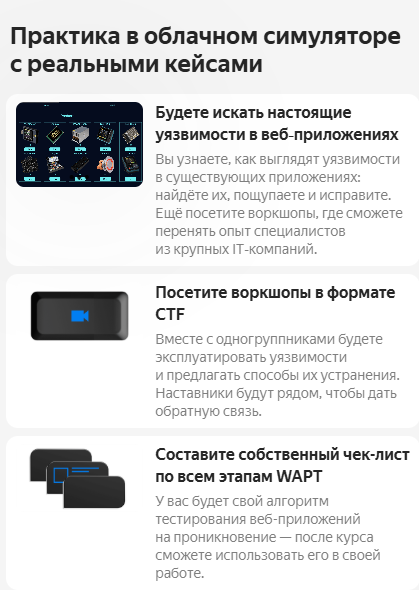 Практика в облачном симуляторе
с реальными кейсами
Будете искать настоящие
уязвимости в веб-приложениях
Вы узнаете, как выглядят уязвимости
в существующих приложениях:
найдёте их, пощупаете и исправите.
Ещё посетите воркшопы, где сможете
перенять опыт специалистов
из крупных IT-компаний.
Посетите воркшопы в формате
CTF
Вместе с одногруппниками будете
эксплуатировать уязвимости
и предлагать способы их устранения.
Наставники будут рядом, чтобы дать
обратную связь.
Составите собственный чек-лист
по всем этапам WAPT
У вас будет свой алгоритм
тестирования веб-приложений
на проникновение — после курса
сможете использовать его в своей
работе.